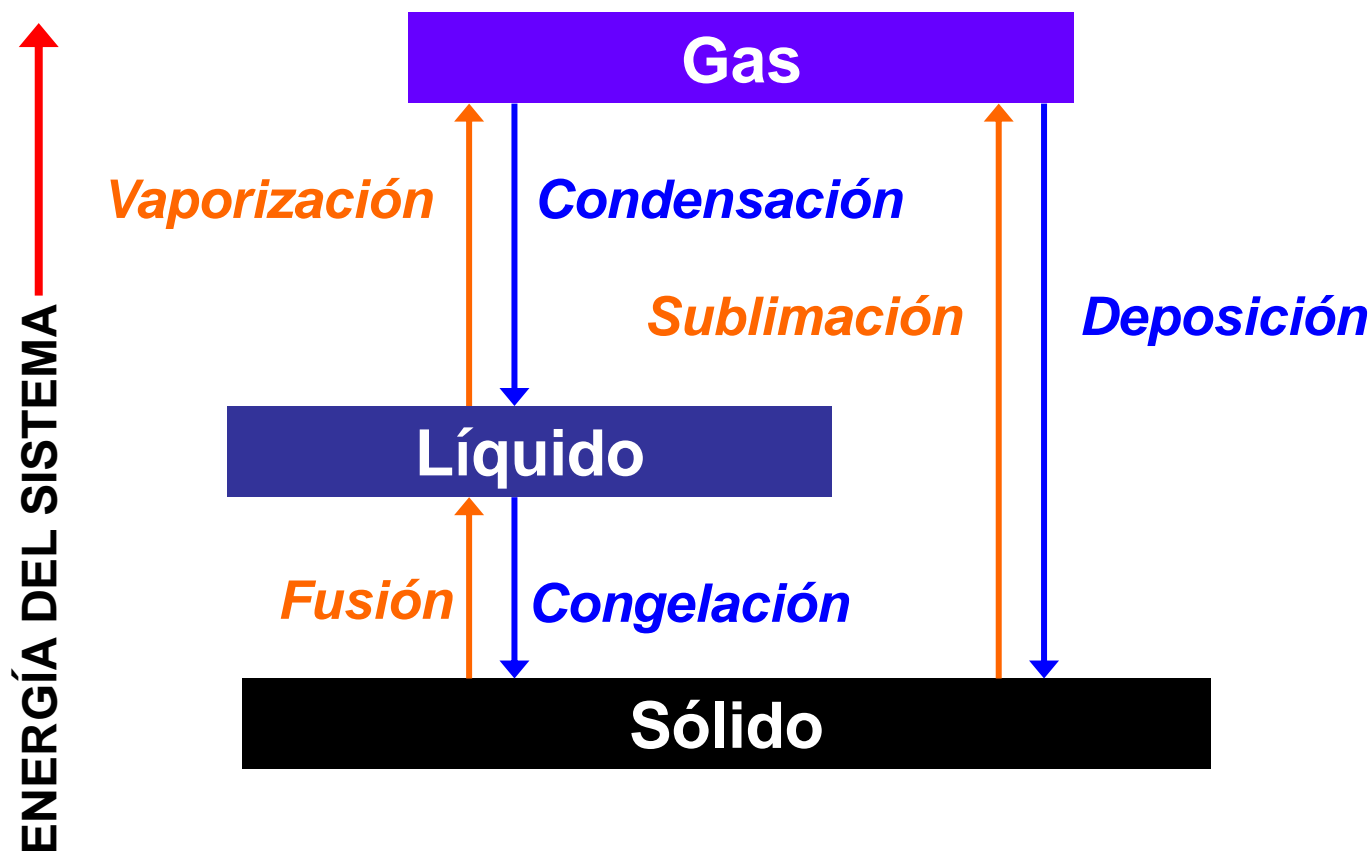 Gas
Vaporización
Condensación
Sublimación
Deposición
Líquido
Fusión
Congelación
Sólido
ENERGÍA DEL SISTEMA